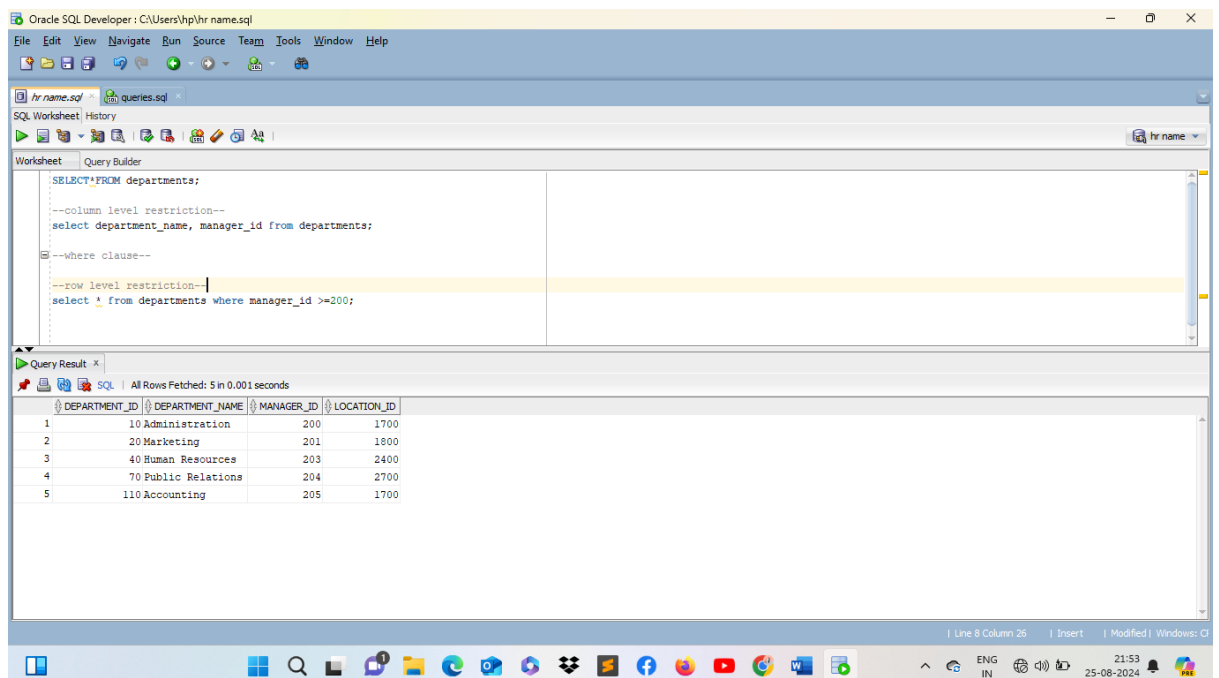 Oracle SQL Developer : C:\Users\hp\hr name.sql
File Edit View Navigate Run Source Team Tools Window Help
hr name.sql queries.sql
SQL Worksheet History
hr name
Worksheet Query Builder
SELECT*FROM departments;
--column level restriction--
select department_name, manager_id from departments;
--where clause--
--row level restriction--
select * from departments where manager_id >=200;
Query Result
SQL | All Rows Fetched: 5 in 0.001 seconds
DEPARTMENT_ID DEPARTMENT_NAME MANAGER_ID LOCATION_ID
1 10 Administration 200 1700
2 20 Marketing 201 1800
3 40 Human Resources 203 2400
4 70 Public Relations 204 2700
5 110 Accounting 205 1700
| Line 8 Column 26 | Insert | Modified | Windows: CF
1
ENG 21:53
IN 25-08-2024
PRE